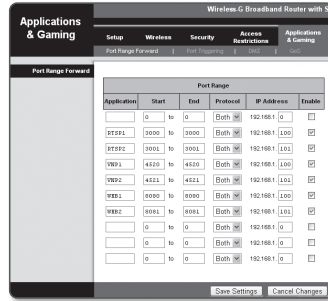 Wireless-G Broadband Router with S
Applications
& Gaming
Setup
Wireless
Security
Access
Restrictions
Applications
& Gaming
Port Range Forward
Port Triggering
DMZ
QoS
Port Range Forward
Port Range
Application Start End Protocol IP Address Enable
0 to 0 Both 192.168.1. 0
RTSP1 3000 to 3000 Both 192.168.1. 100
RTSP2 3001 to 3001 Both 192.168.1. 101
VNP1 4520 to 4520 Both 192.168.1. 100
VNP2 4521 to 4521 Both 192.168.1. 101
WEB1 8080 to 8080 Both 192.168.1. 100
WEB2 8081 to 8081 Both 192.168.1. 101
0 to 0 Both 192.168.1. 0
0 to 0 Both 192.168.1. 0
0 to 0 Both 192.168.1. 0
Save Settings
Cancel Changes